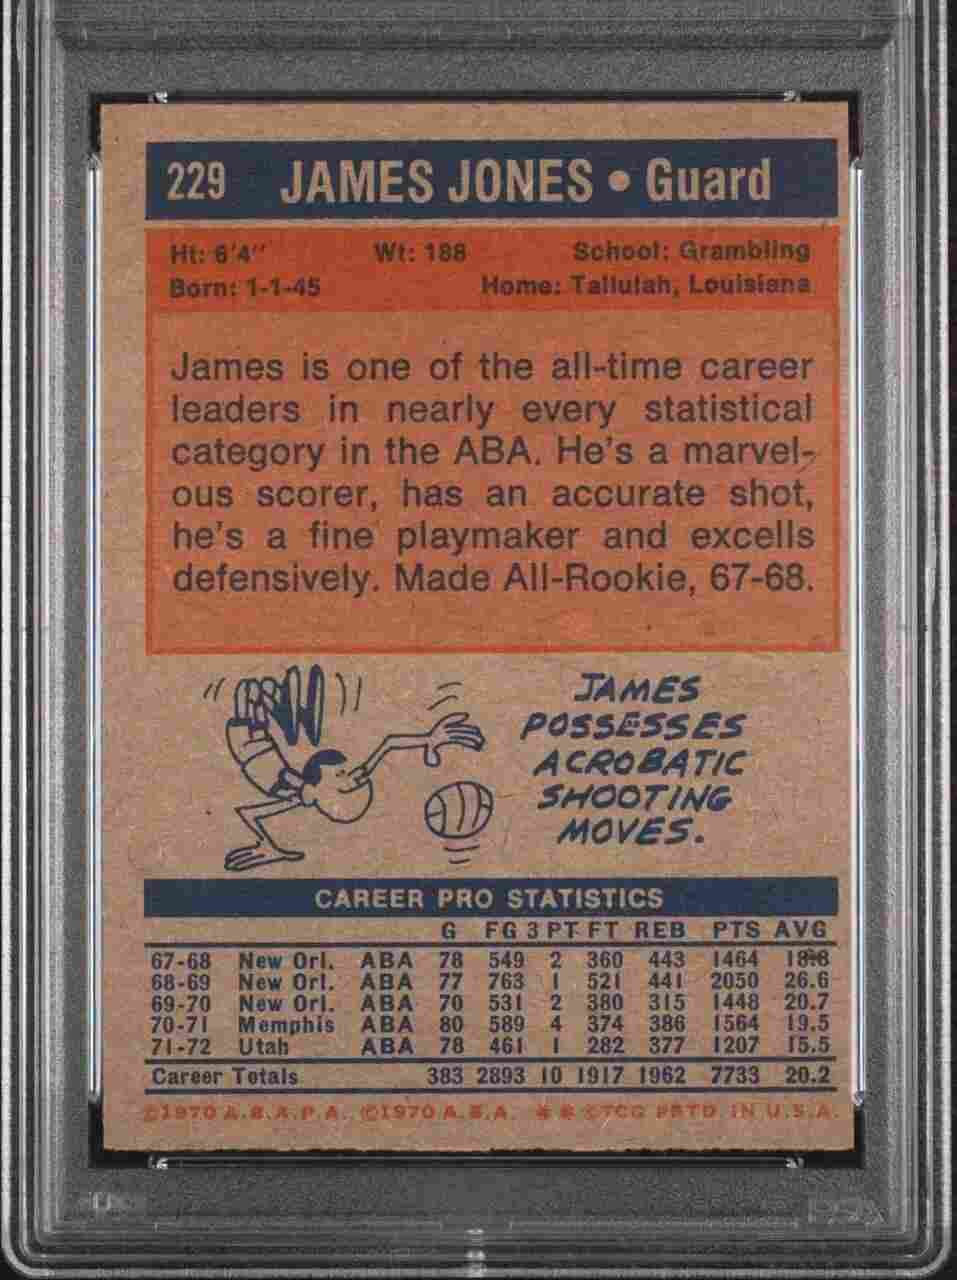 229 JAMES JONES • Guard
Ht: 6'4" Wt: 188 School: Grambling
Born: 1-1-45 Home: Tallulah, Louisiana
James is one of the all-time career
leaders in nearly every statistical
category in the ABA. He's a marvel-
ous scorer, has an accurate shot,
he's a fine playmaker and excells
defensively. Made All-Rookie, 67-68.
JAMES
POSSESSES
ACROBATIC
SHOOTING
MOVES.
CAREER PRO STATISTICS
G FG 3 PT FT REB PTS AVG
67-68 New Orl. ABA 78 549 2 360 443 1464 18.8
68-69 New Orl. ABA 77 763 1 521 441 2050 26.6
69-70 New Orl. ABA 70 531 2 380 315 1448 20.7
70-71 Memphis ABA 80 589 4 374 386 1564 19.5
71-72 Utah ABA 78 461 1 282 377 1207 15.5
Career Totals 383 2893 10 1917 1962 7733 20.2
©1970 A.B.A.P.A. ©1970 A.B.A. * * ©TCG PRTD. IN U.S.A.
PSA